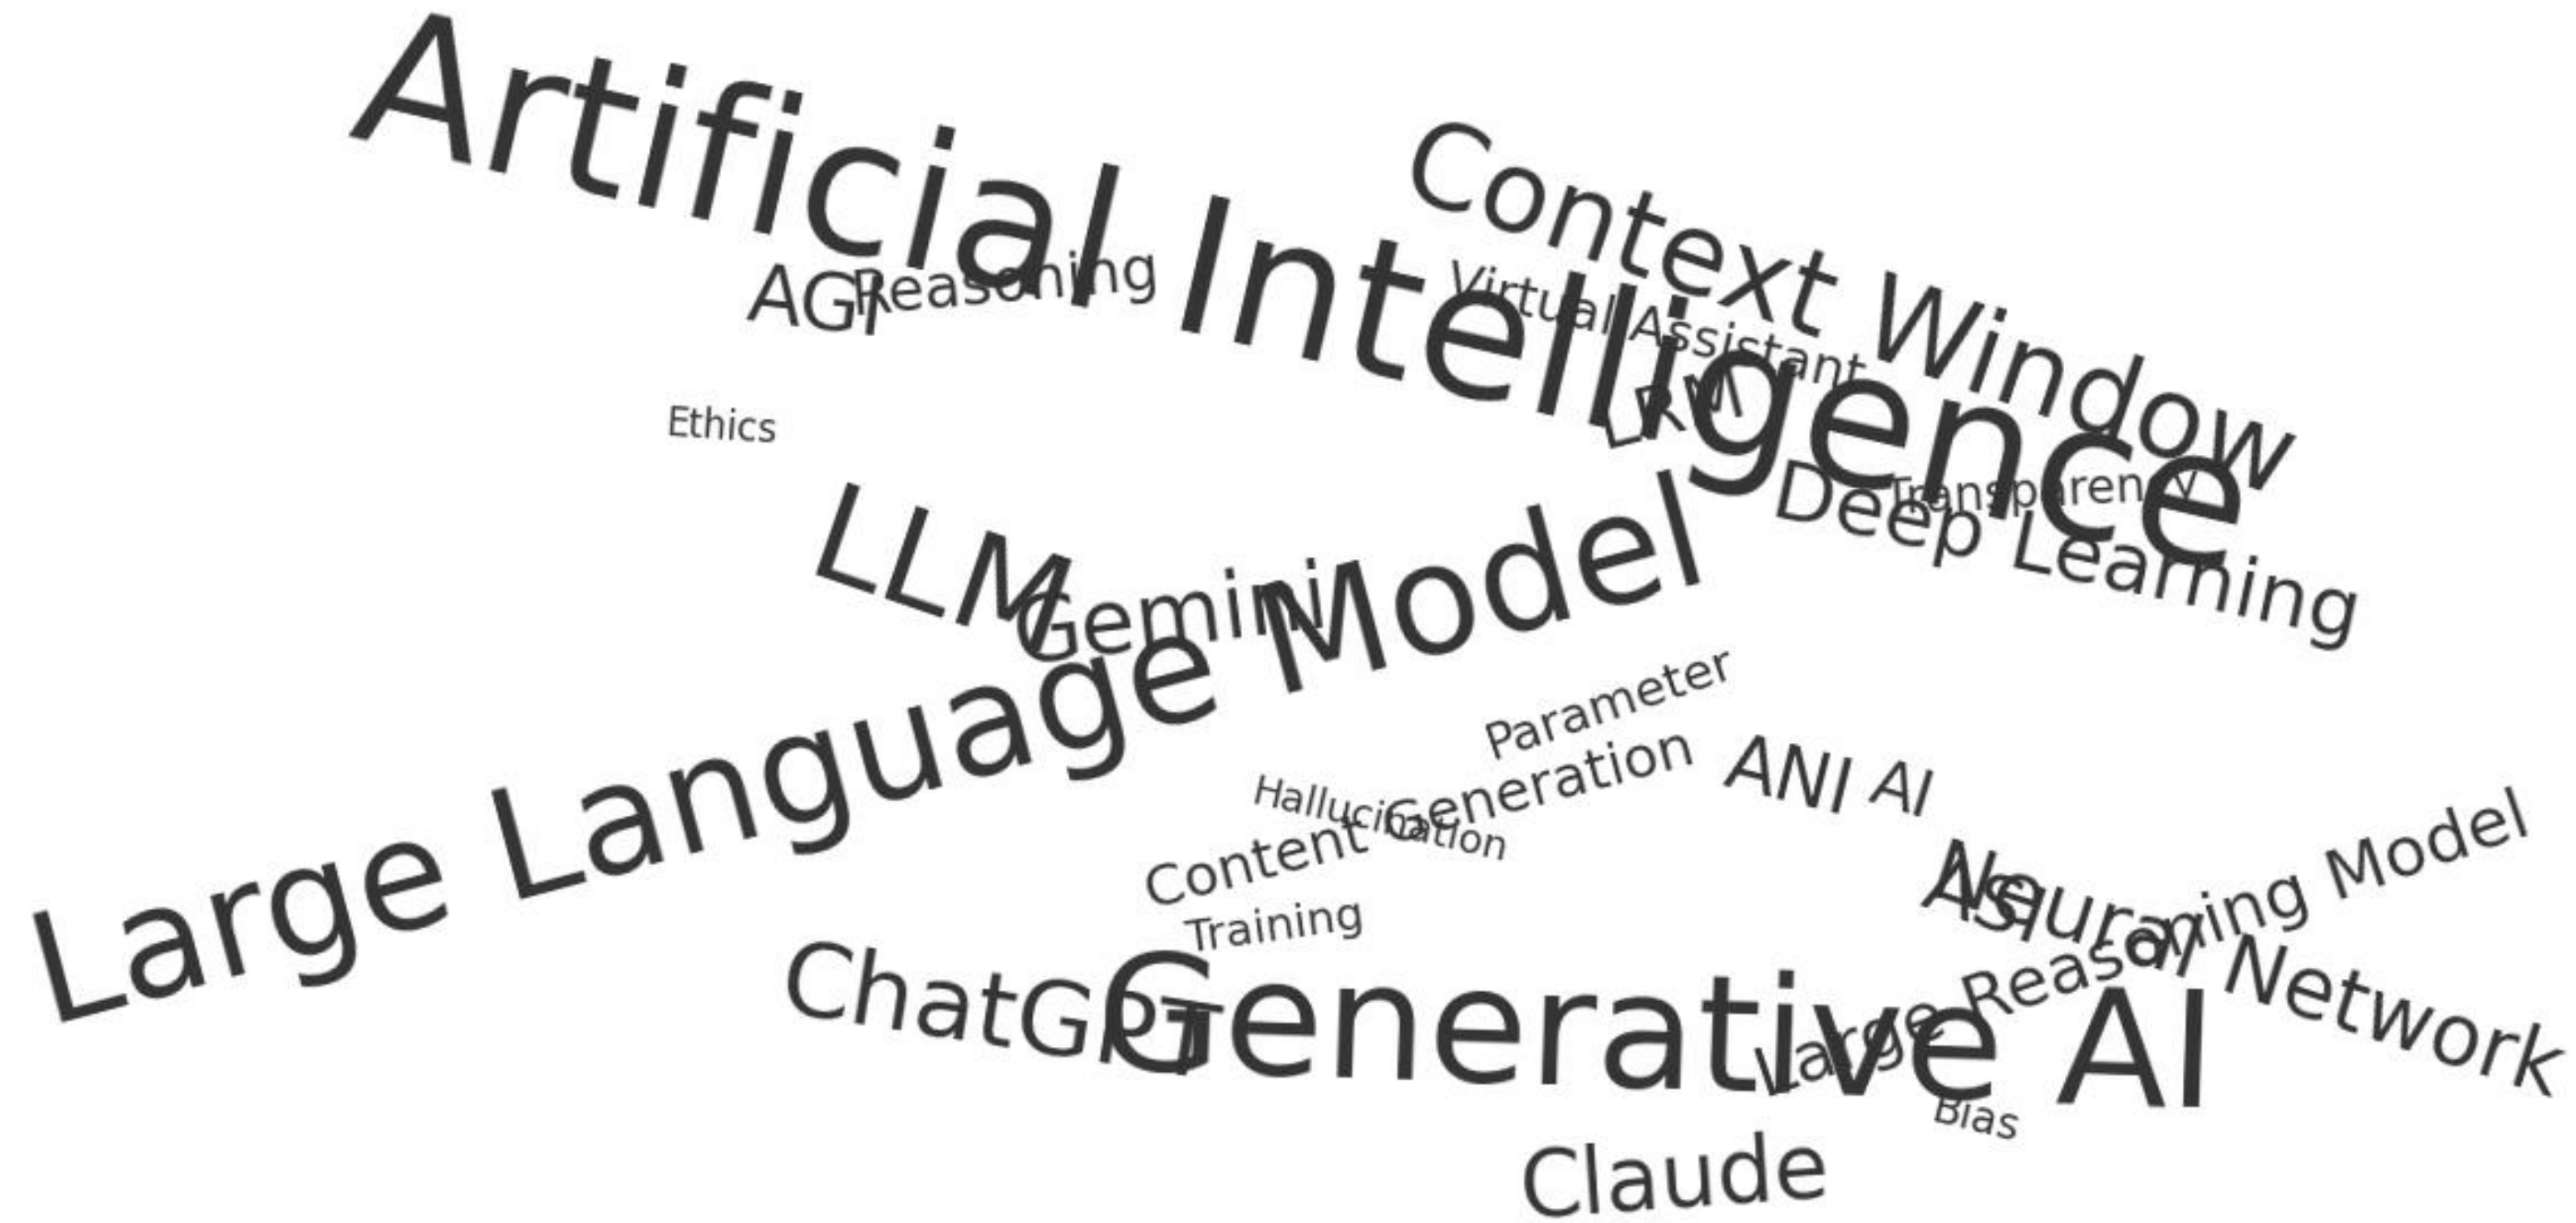 Artificial Intelligence
Context Window
AGI
Reasoning
Virtual Assistant
LRM
Ethics
Transparency
Deep Learning
LLM
Gemini
Large Language Model
Parameter
ANI
AI
Content Generation
Hallucination
Training
ASI
Neural Network
Large Reasoning Model
ChatGPT
Generative AI
Bias
Claude